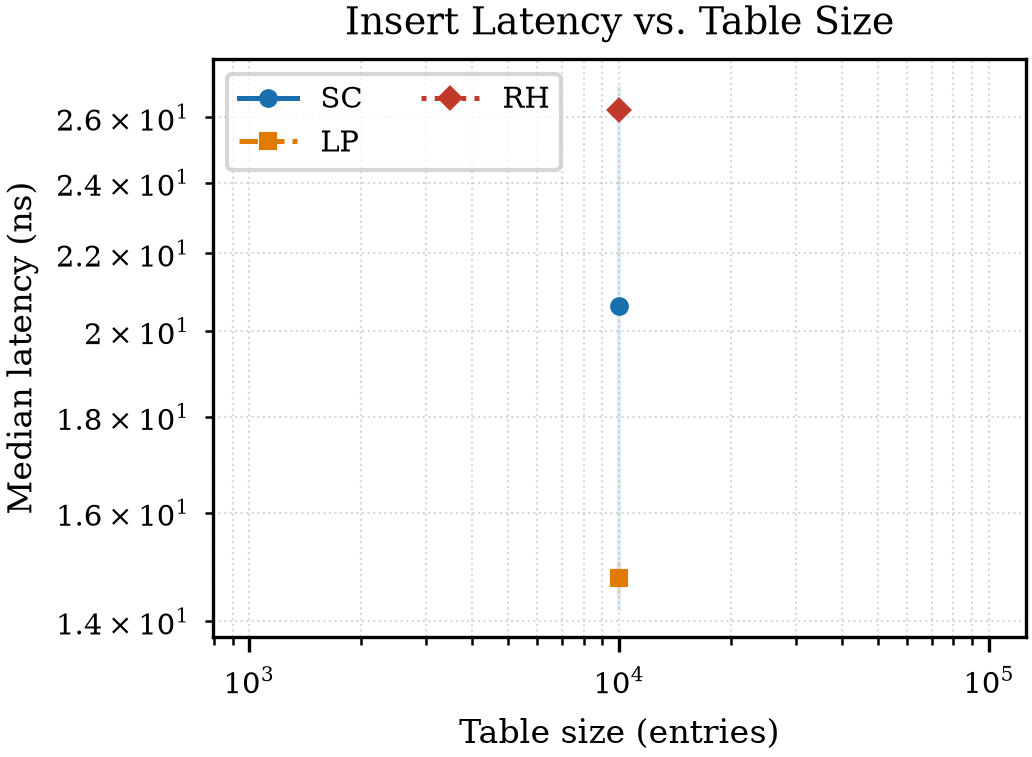 Insert Latency vs. Table Size
SC
RH
LP
Median latency (ns)
2.6 × 10¹
2.4 × 10¹
2.2 × 10¹
2 × 10¹
1.8 × 10¹
1.6 × 10¹
1.4 × 10¹
10³ 10⁴ 10⁵
Table size (entries)